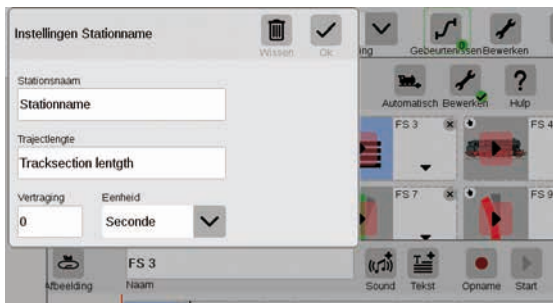 Instellingen Stationname
Wissen
Ok
ing
Gebeurtenissen
Bewerken
Stationsnaam
Stationname
Automatisch
Bewerken
Hulp
Trajectlengte
Tracksection lentgth
FS 3
FS 4
Vertraging
Eenheid
0
Seconde
FS 7
FS 9
Afbeelding
FS 3
Naam
Sound
Tekst
Opname
Start